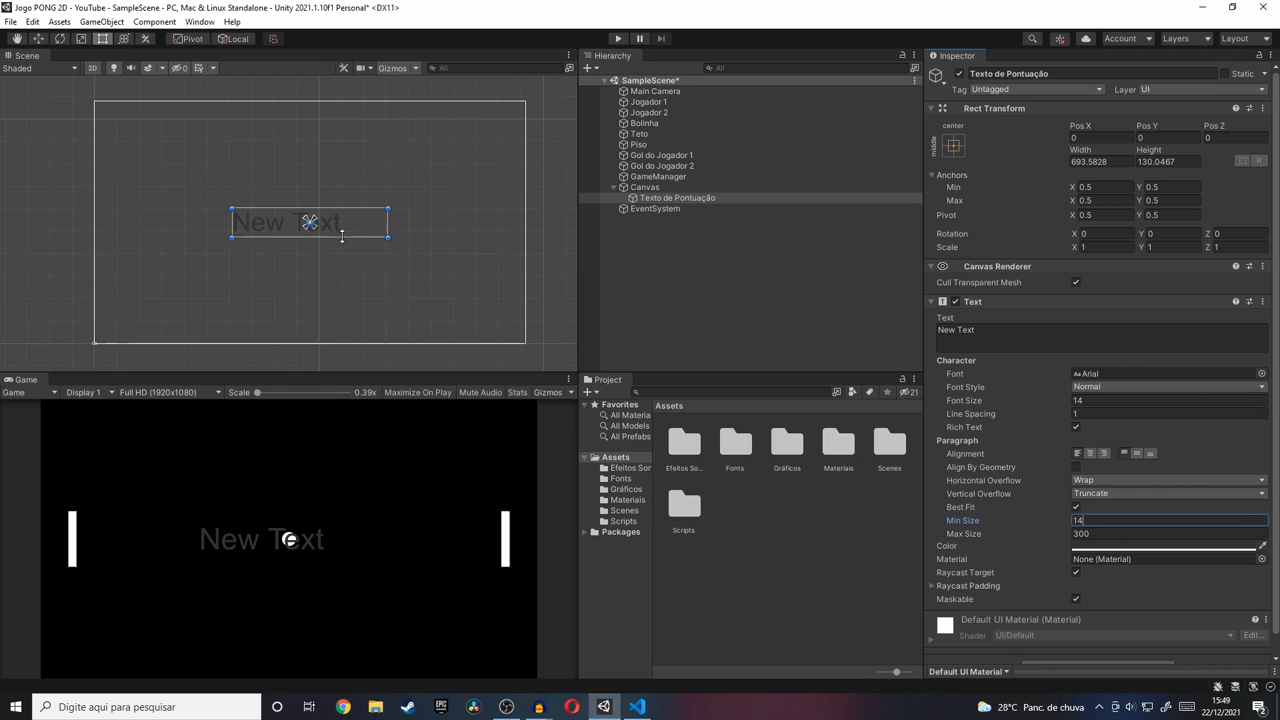 Jogo PONG 2D - YouTube - SampleScene - PC, Mac & Linux Standalone - Unity 2021.1.10f1 Personal* <DX11>
File Edit Assets GameObject Component Window Help
Pivot Local Account Layers Layout
Scene
Shaded 2D 0 Gizmos All
New Text
Game
Game Display 1 Full HD (1920x1080) Scale 0.39x Maximize On Play Mute Audio Stats Gizmos
New Text
Hierarchy
All
SampleScene*
Main Camera
Jogador 1
Jogador 2
Bolinha
Teto
Piso
Gol do Jogador 1
Gol do Jogador 2
GameManager
Canvas
Texto de Pontuação
EventSystem
Project
21
Favorites
All Materia
All Models
All Prefabs
Assets
Efeitos Sor
Fonts
Gráficos
Materiais
Scenes
Scripts
Packages
Assets
Efeitos So... Fonts Gráficos Materiais Scenes
Scripts
Inspector
Texto de Pontuação Static
Tag Untagged Layer UI
Rect Transform
center Pos X Pos Y Pos Z
middle 0 0 0
Width Height
693.5828 130.0467 R
Anchors
Min X 0.5 Y 0.5
Max X 0.5 Y 0.5
Pivot X 0.5 Y 0.5
Rotation X 0 Y 0 Z 0
Scale X 1 Y 1 Z 1
Canvas Renderer
Cull Transparent Mesh
Text
Text
New Text
Character
Font Arial
Font Style Normal
Font Size 14
Line Spacing 1
Rich Text
Paragraph
Alignment
Align By Geometry
Horizontal Overflow Wrap
Vertical Overflow Truncate
Best Fit
Min Size 14
Max Size 300
Color
Material None (Material)
Raycast Target
Raycast Padding
Maskable
Default UI Material (Material)
Shader UI/Default Edit...
Default UI Material
Digite aqui para pesquisar
28°C Panc. de chuva
15:49
22/12/2021